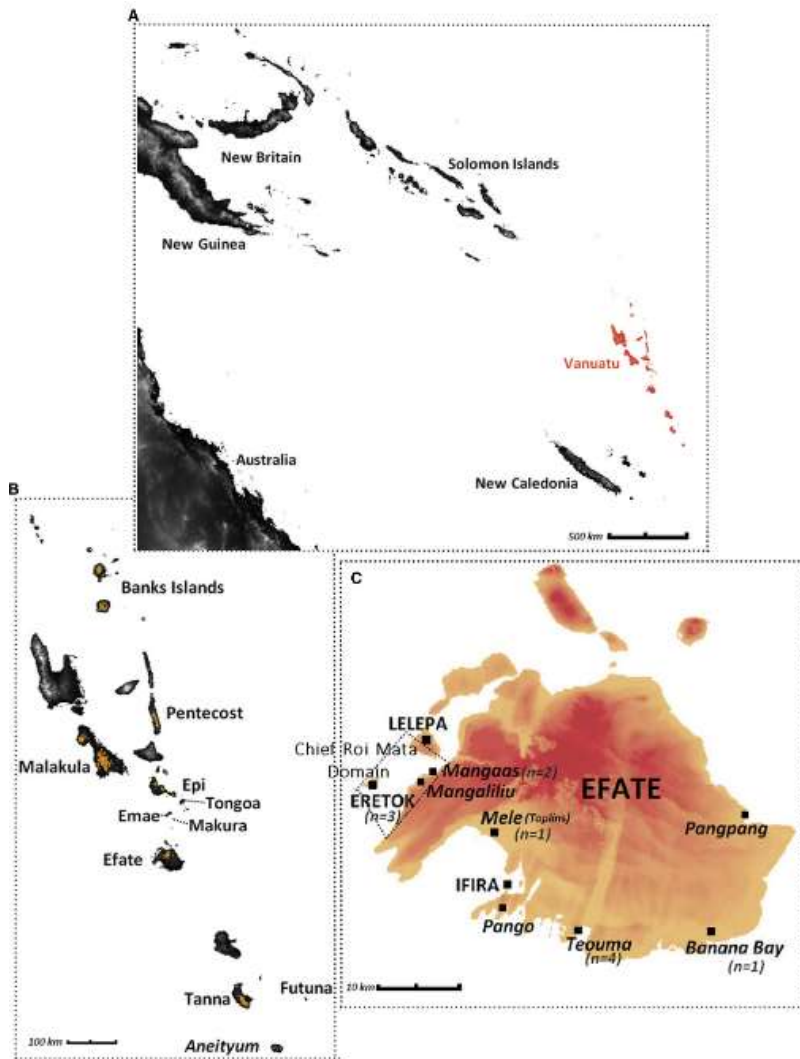 A
New Britain
Solomon Islands
New Guinea
Vanuatu
Australia
New Caledonia
500 km
B
Banks Islands
Pentecost
Malakula
Epi
Tongoa
Emae
Makura
Efate
Tanna
Futuna
100 km
Aneityum
C
LELEPA
Chief Roi Mata
Domain
Mangaas (n=2)
Mangaliliu
ERETOK
(n=3)
EFATE
Mele (Taplins)
(n=1)
Pangpang
IFIRA
Pango
Teouma
(n=4)
Banana Bay
(n=1)
10 km